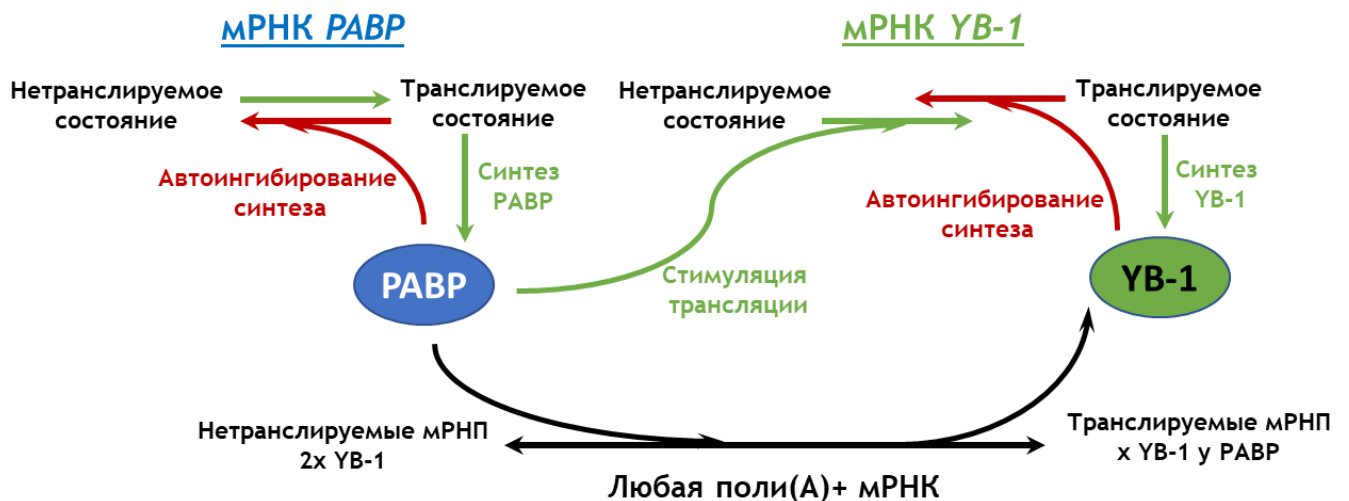 мРНК PABP
мРНК YB-1
Нетранслируемое
состояние
Транслируемое
состояние
Нетранслируемое
состояние
Транслируемое
состояние
Автоингибирование
синтеза
Синтез
PABP
Автоингибирование
синтеза
Синтез
YB-1
PABP
Стимуляция
трансляции
YB-1
Нетранслируемые мРНП
2x YB-1
Транслируемые мРНП
x YB-1 y PABP
Любая поли(А)+ мРНК